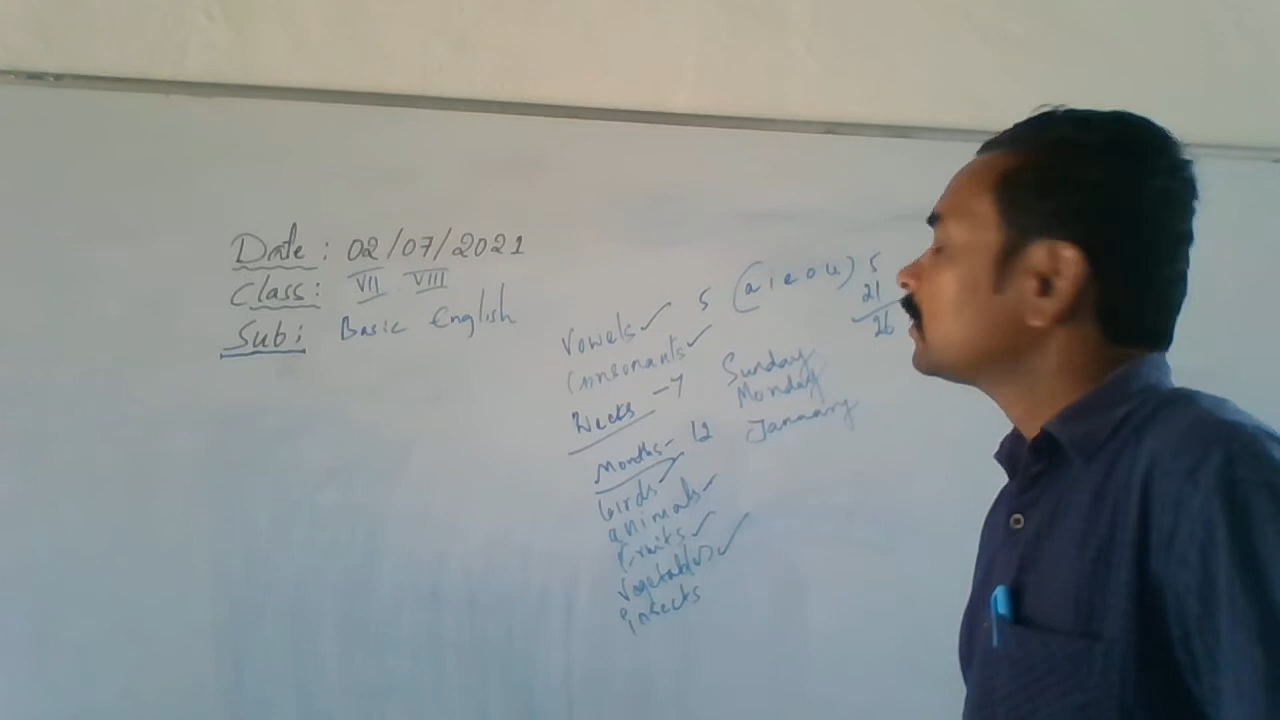 Date: 02/07/2021
Class: VII VIII
Sub: Basic English
Vowels ✓ 5 (a i e o u) 5
21
26
Consonants ✓
Weeks - 7 Sunday
Monday
Months - 12 January
birds ✓
animals ✓
Fruits ✓
Vegetables ✓
insects